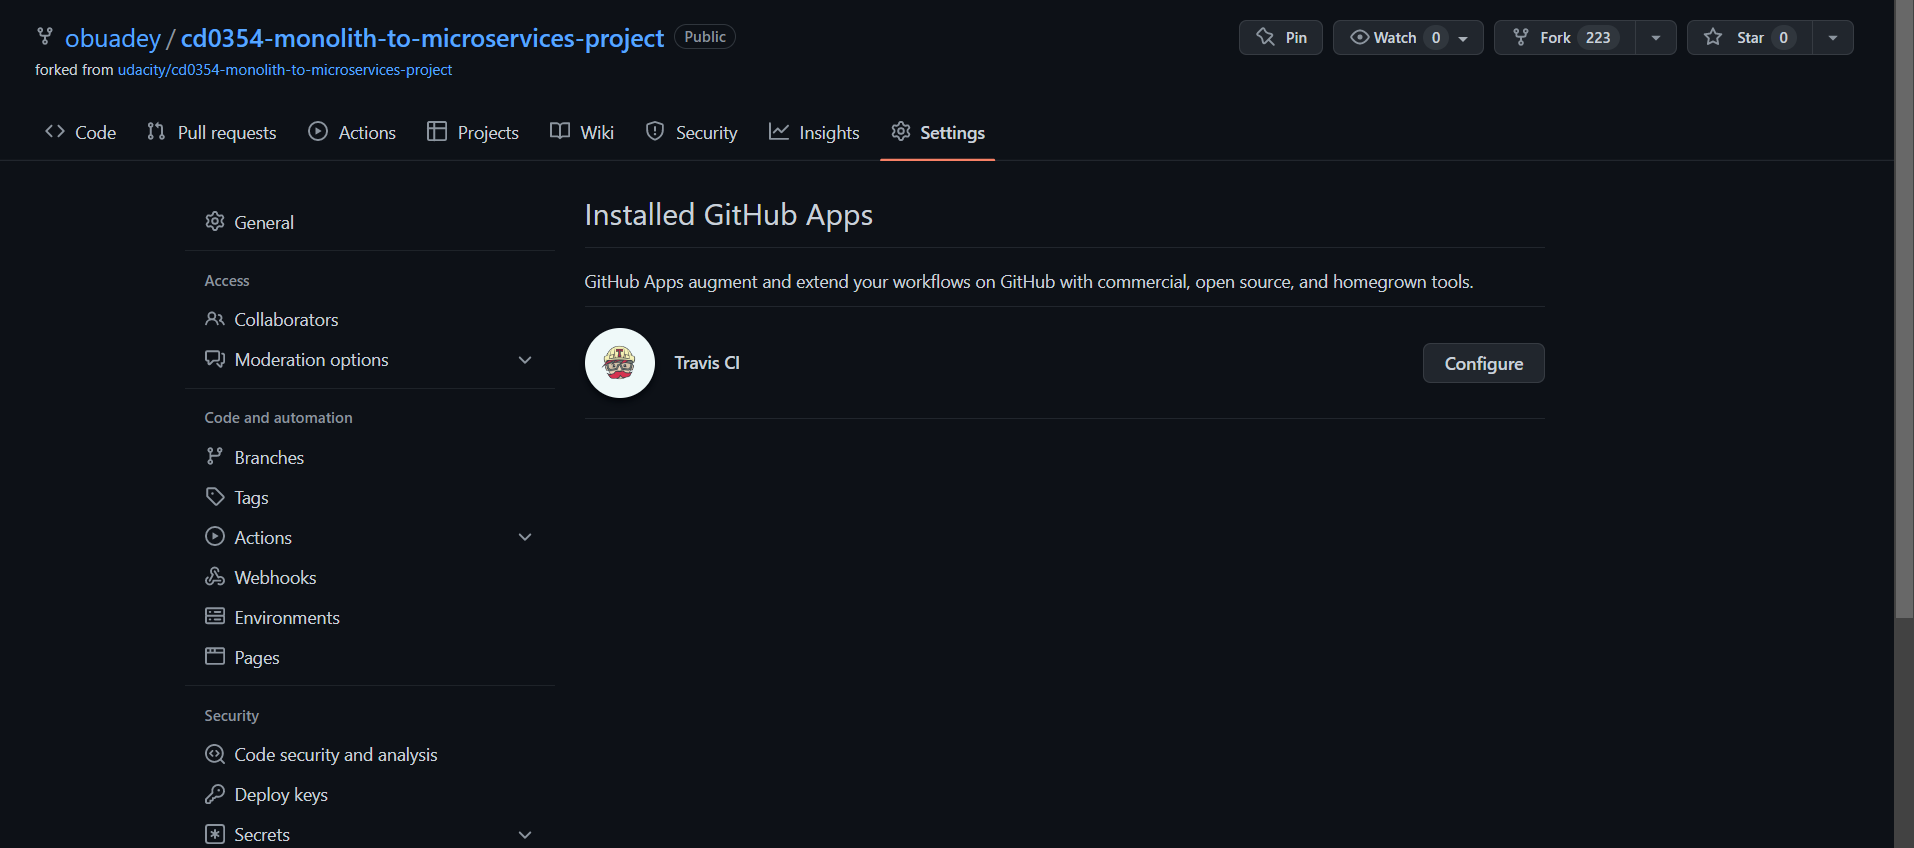 obuadey / cd0354-monolith-to-microservices-project Public
Pin
Watch 0
Fork 223
Star 0
forked from udacity/cd0354-monolith-to-microservices-project
Code
Pull requests
Actions
Projects
Wiki
Security
Insights
Settings
General
Access
Collaborators
Moderation options
Code and automation
Branches
Tags
Actions
Webhooks
Environments
Pages
Security
Code security and analysis
Deploy keys
Secrets
Installed GitHub Apps
GitHub Apps augment and extend your workflows on GitHub with commercial, open source, and homegrown tools.
T
Travis CI
Configure